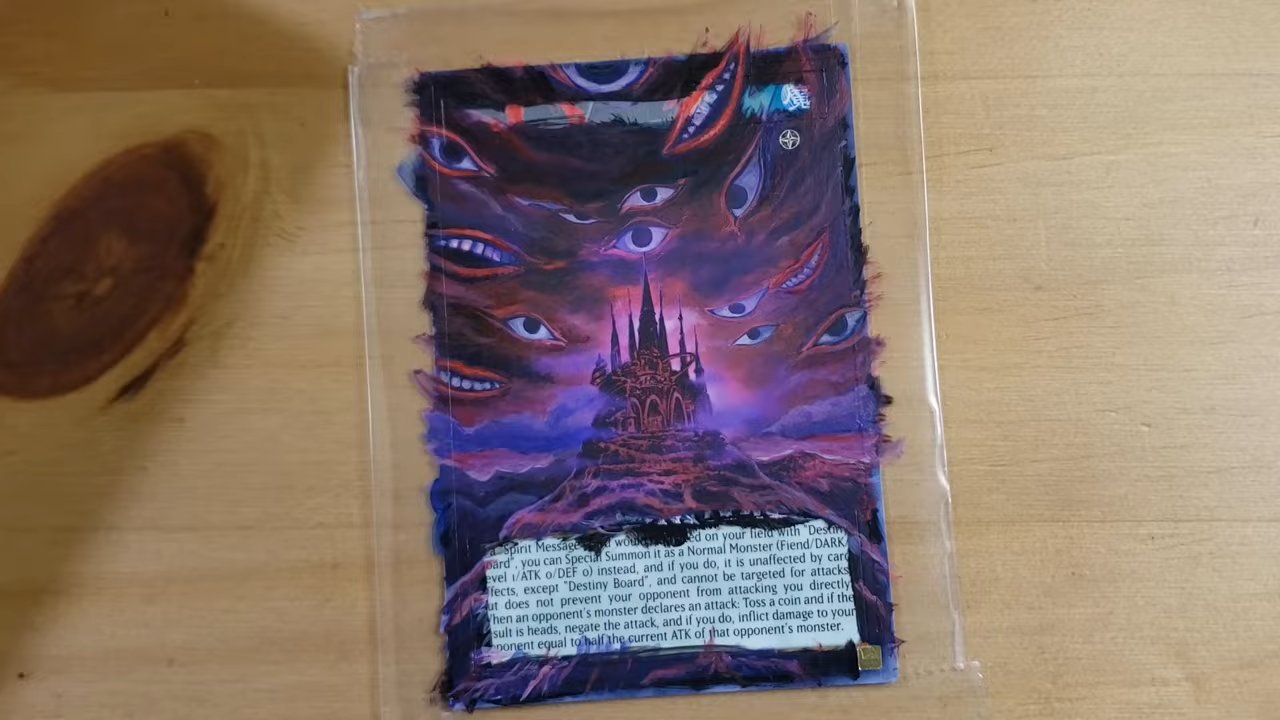 a "Spirit Message on your field with "Destin
oard", you can Special Summon it as a Normal Monster (Fiend/DARK/
evel 1/ATK 0/DEF 0) instead, and if you do, it is unaffected by card
ffects, except "Destiny Board", and cannot be targeted for attacks
ut does not prevent your opponent from attacking you directly
hen an opponent's monster declares an attack: Toss a coin and if the
sult is heads, negate the attack, and if you do, inflict damage to your
ponent equal to half the current ATK of that opponent's monster.